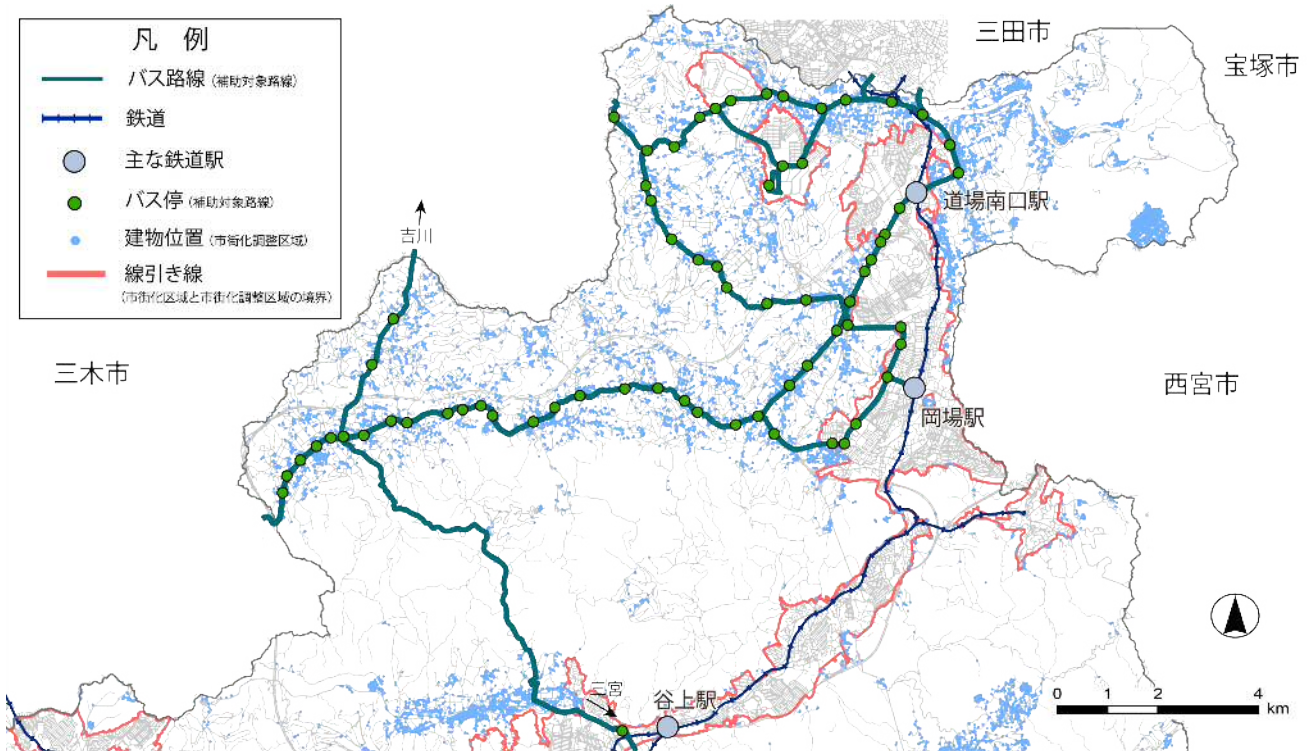 凡 例
バス路線 (補助対象路線)
鉄道
主な鉄道駅
バス停 (補助対象路線)
建物位置 (市街化調整区域)
線引き線
(市街化区域と市街化調整区域の境界)
三田市
宝塚市
道場南口駅
吉川
三木市
西宮市
岡場駅
三宮
谷上駅
0 1 2 4
km